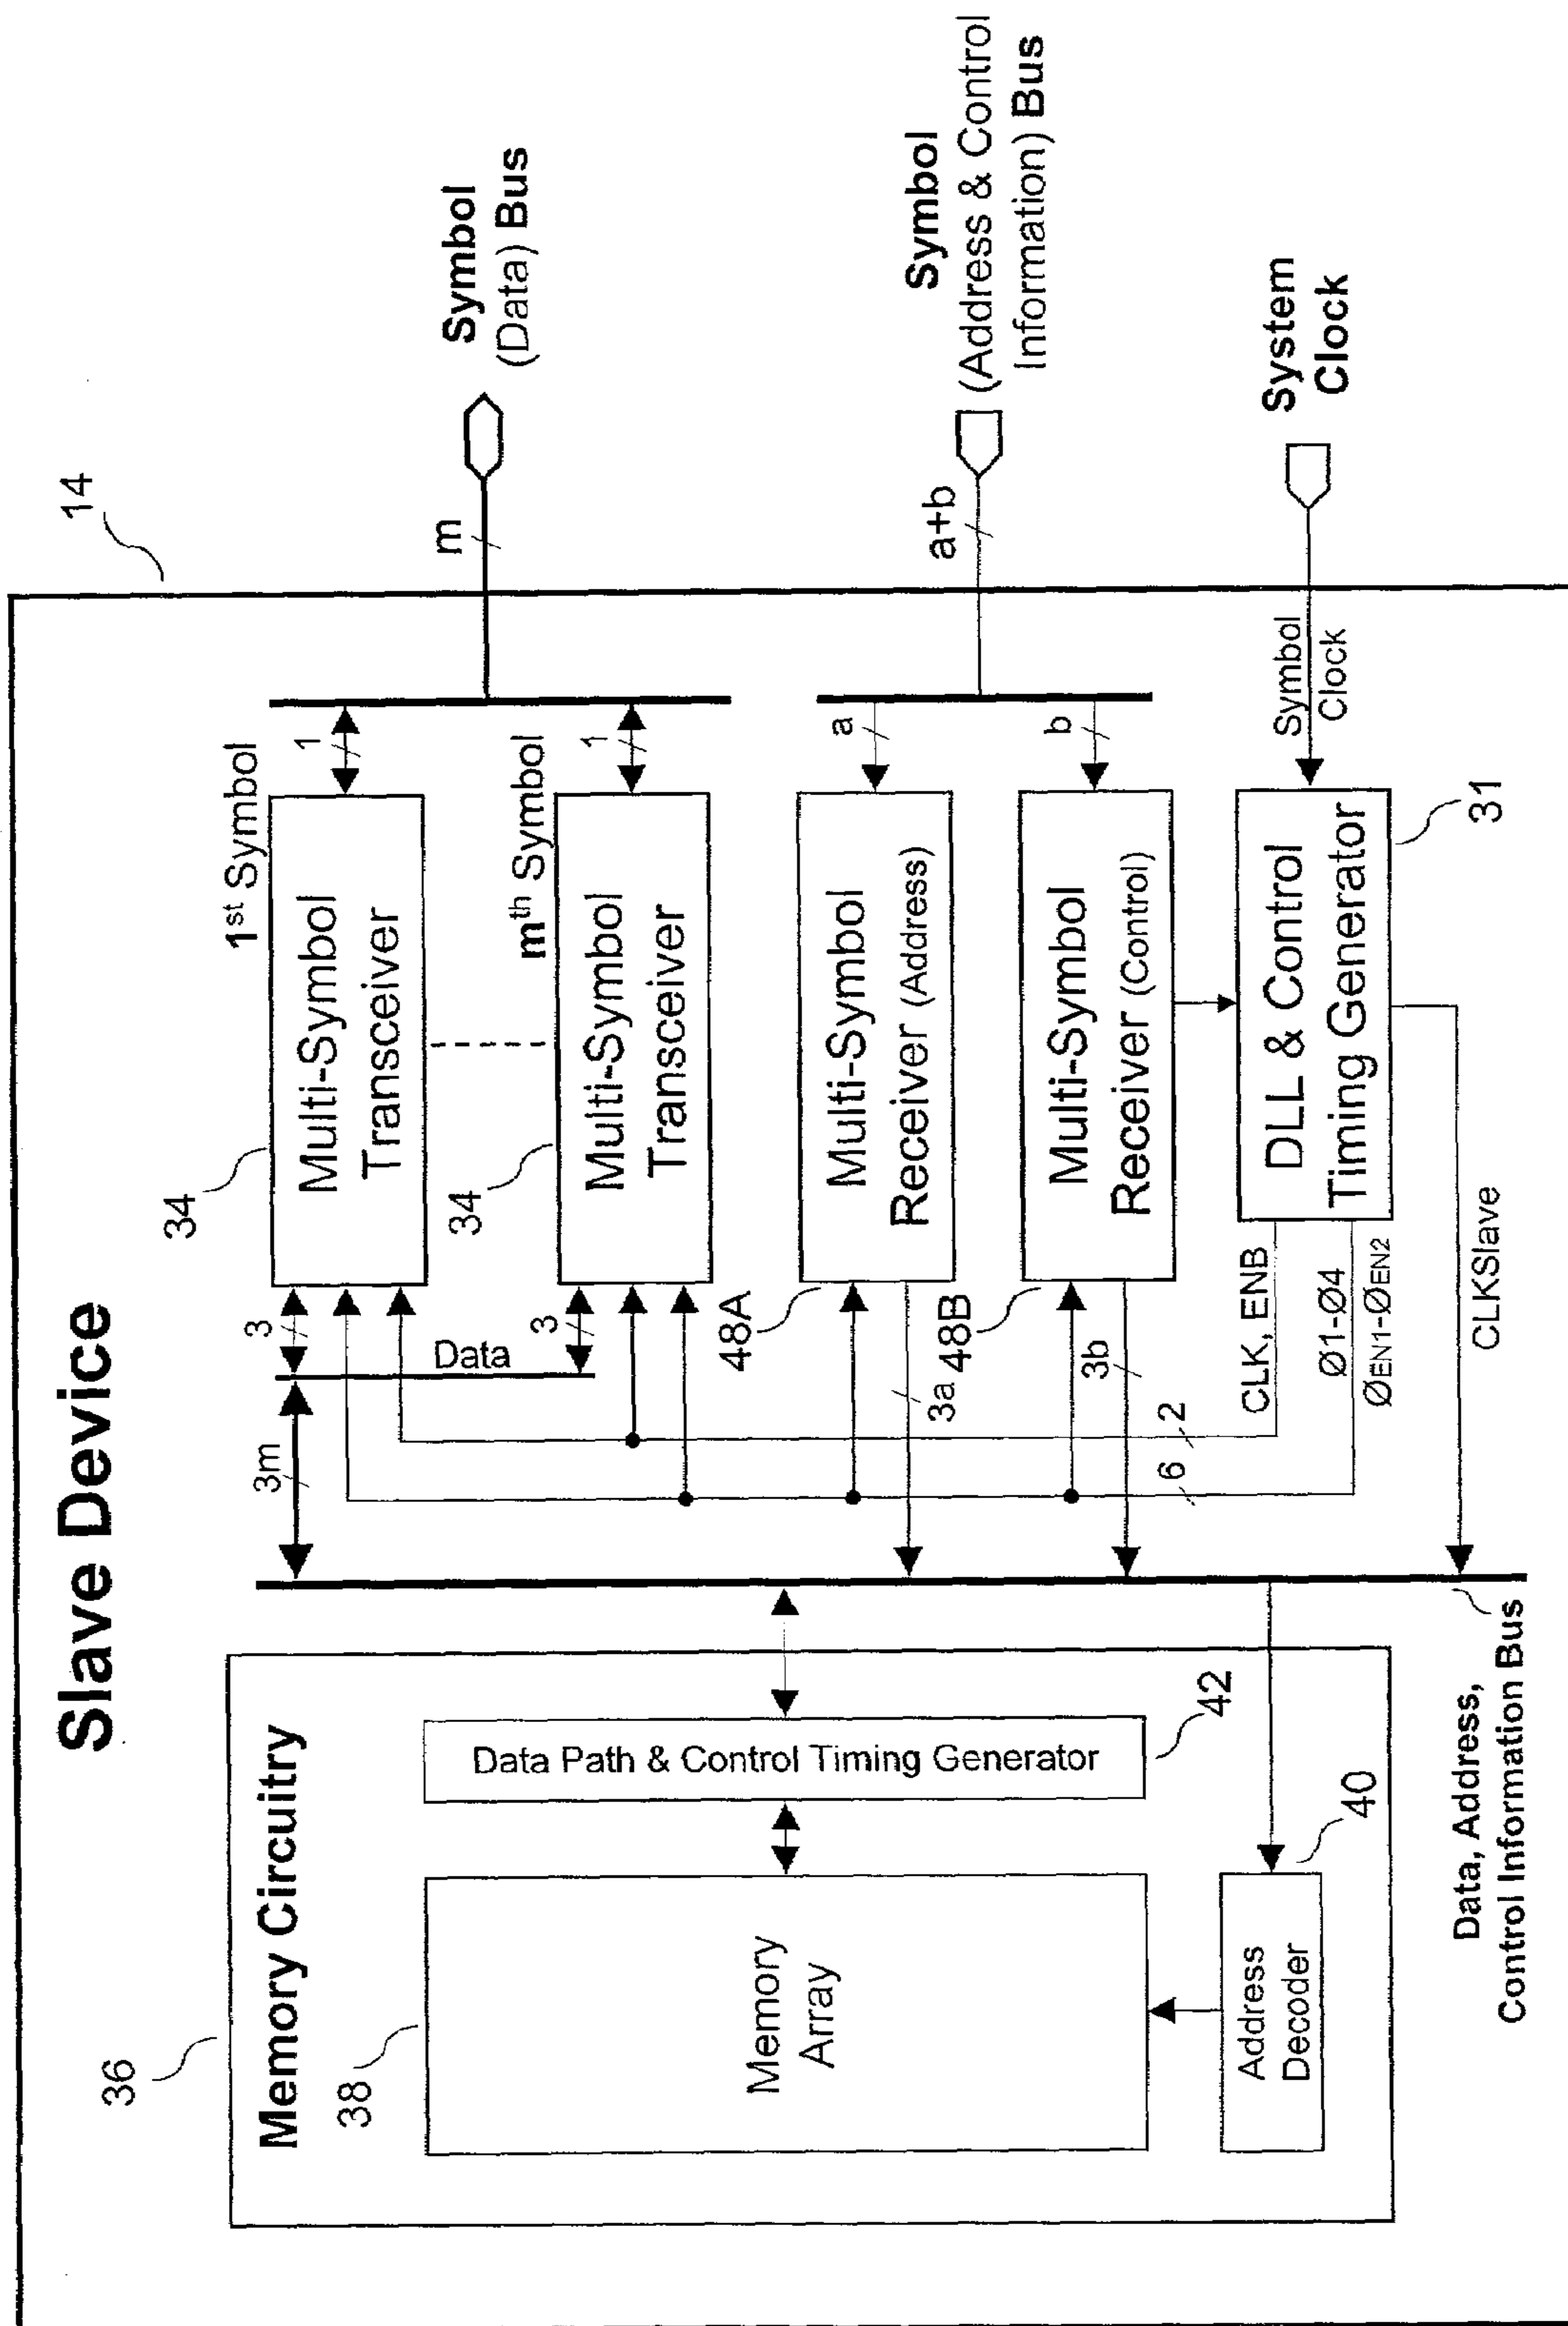 Slave Device
14
36
Memory Circuitry
38
Memory
Array
Data Path & Control Timing Generator
42
Address
Decoder
40
Data, Address,
Control Information Bus
3m
Data
3
3
34
Multi-Symbol
Transceiver
1st Symbol
1
34
Multi-Symbol
Transceiver
mth Symbol
1
m
Symbol
(Data) Bus
48A
Multi-Symbol
Receiver (Address)
a
3a
48B
Multi-Symbol
Receiver (Control)
b
3b
a+b
Symbol
(Address & Control
Information) Bus
2
6
CLK, ENB
Ø1-Ø4
ØEN1-ØEN2
CLKSlave
DLL & Control
Timing Generator
31
Symbol
Clock
System
Clock